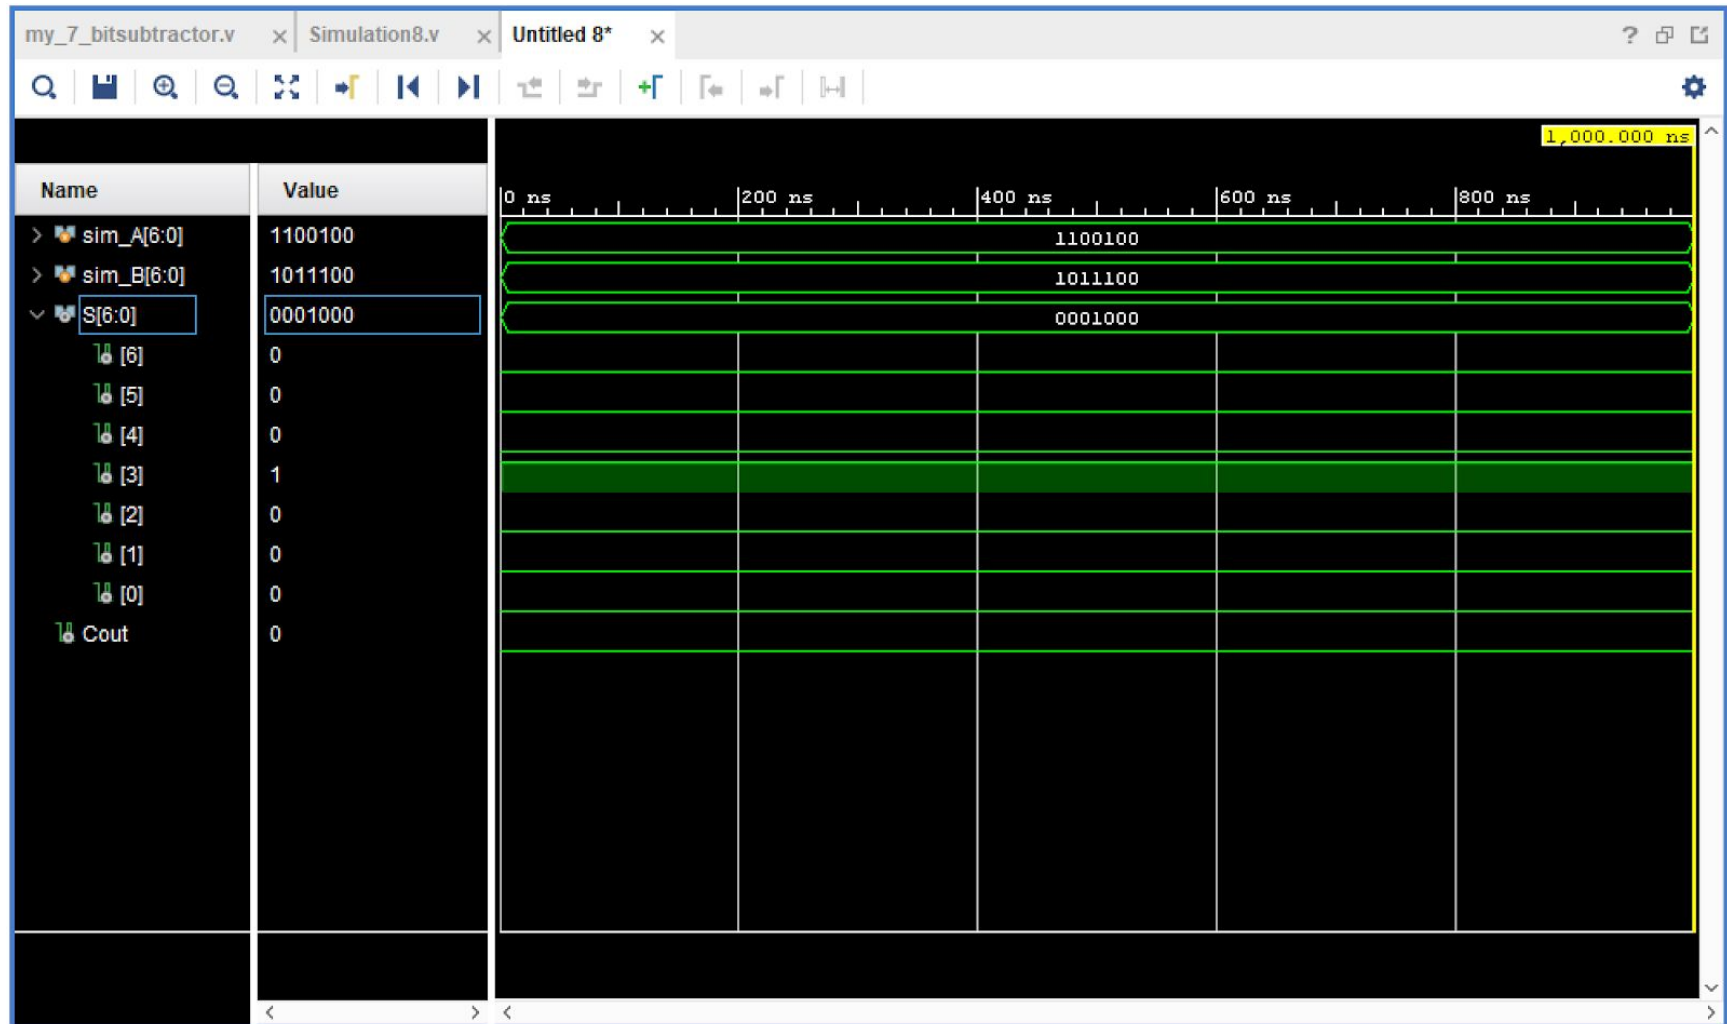 my_7_bitsubtractor.v × Simulation8.v × Untitled 8* ×
1,000.000 ns
Name Value 0 ns 200 ns 400 ns 600 ns 800 ns
sim_A[6:0] 1100100 1100100
sim_B[6:0] 1011100 1011100
S[6:0] 0001000 0001000
[6] 0
[5] 0
[4] 0
[3] 1
[2] 0
[1] 0
[0] 0
Cout 0